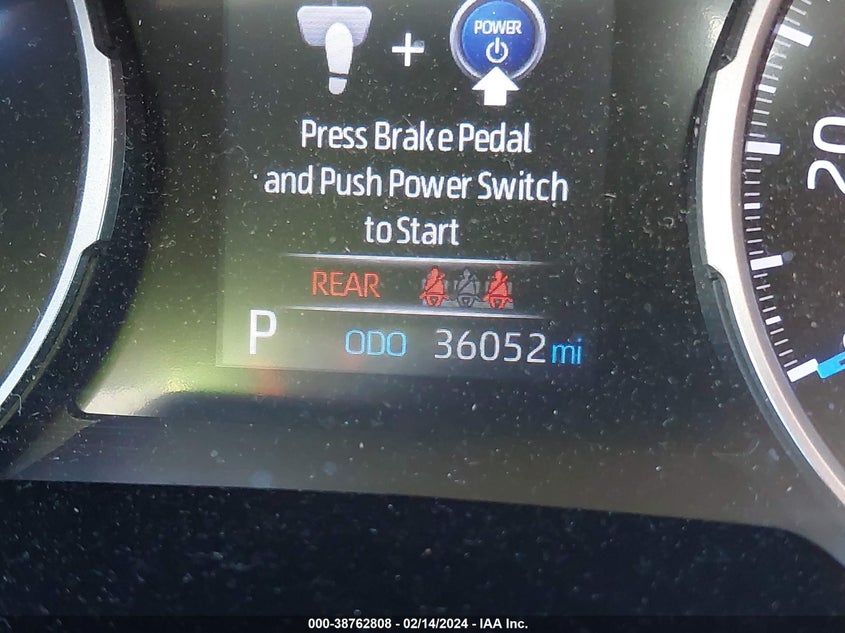 POWER
Press Brake Pedal
and Push Power Switch
to Start
REAR
P ODO 36052 mi
20
000-38762808 - 02/14/2024 - IAA Inc.